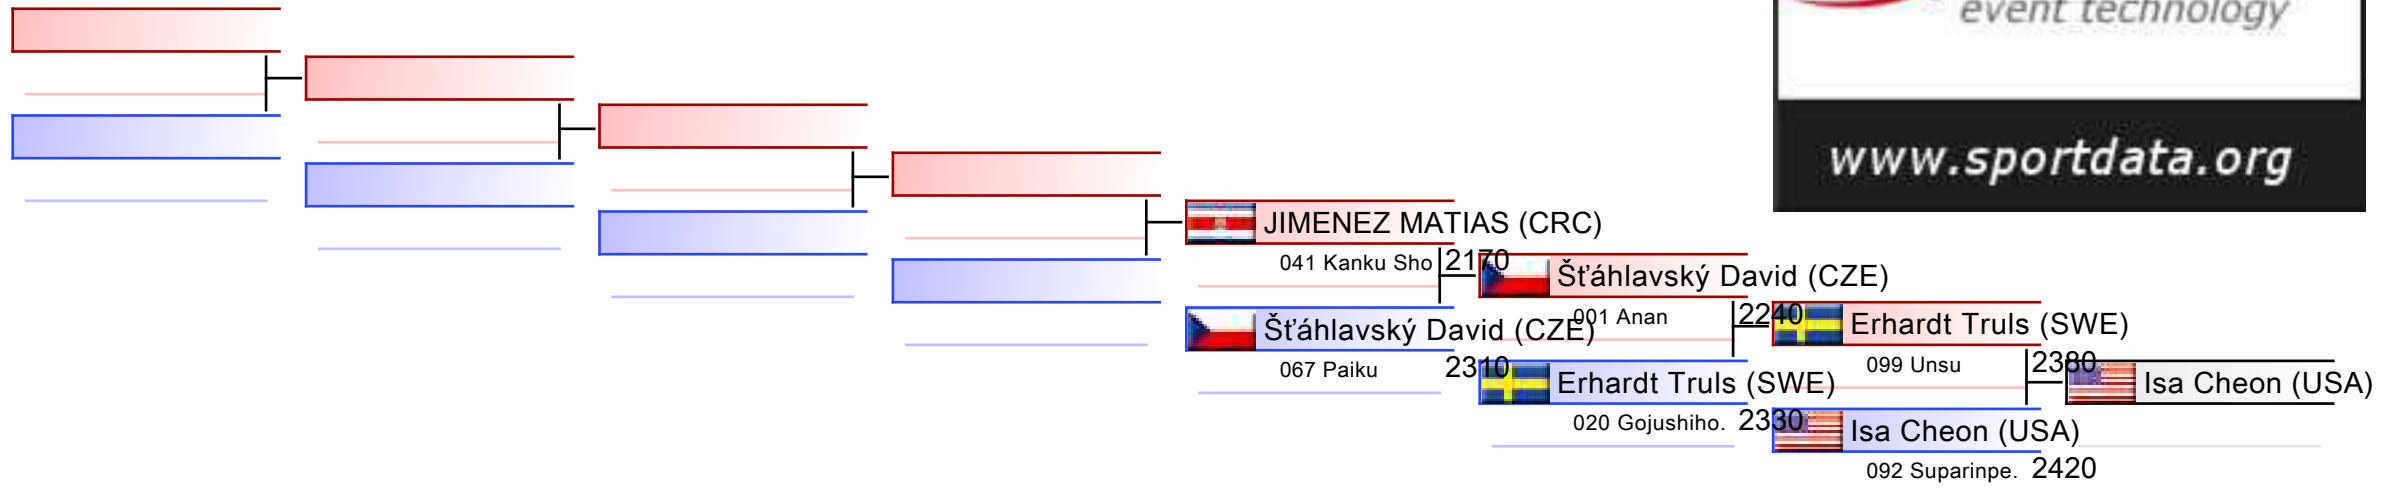 event technology
www.sportdata.org
JIMENEZ MATIAS (CRC)
041 Kanku Sho 2170
Šťáhlavský David (CZE)
067 Paiku 2310
Šťáhlavský David (CZE)
001 Anan 2240
Erhardt Truls (SWE)
020 Gojushiho. 2330
Erhardt Truls (SWE)
099 Unsu 2380
Isa Cheon (USA)
092 Suparinpe. 2420
Isa Cheon (USA)